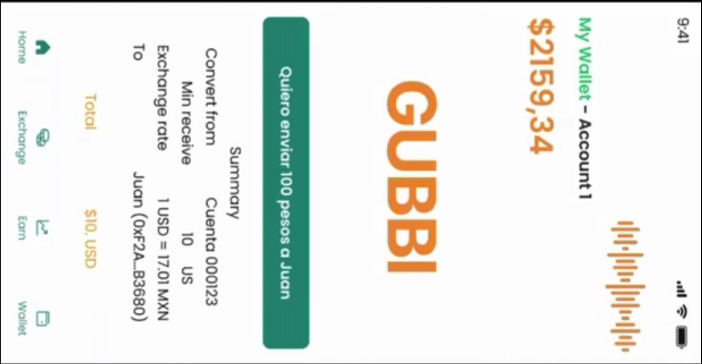 9:41
My Wallet - Account 1
$2159,34
GUBBI
Quiero enviar 100 pesos a Juan
Summary
Convert from Cuenta 000123
Min receive 10 US
Exchange rate 1 USD = 17.01 MXN
To Juan (0xF2A...B3680)
Total $10. USD
Home Exchange Earn Wallet